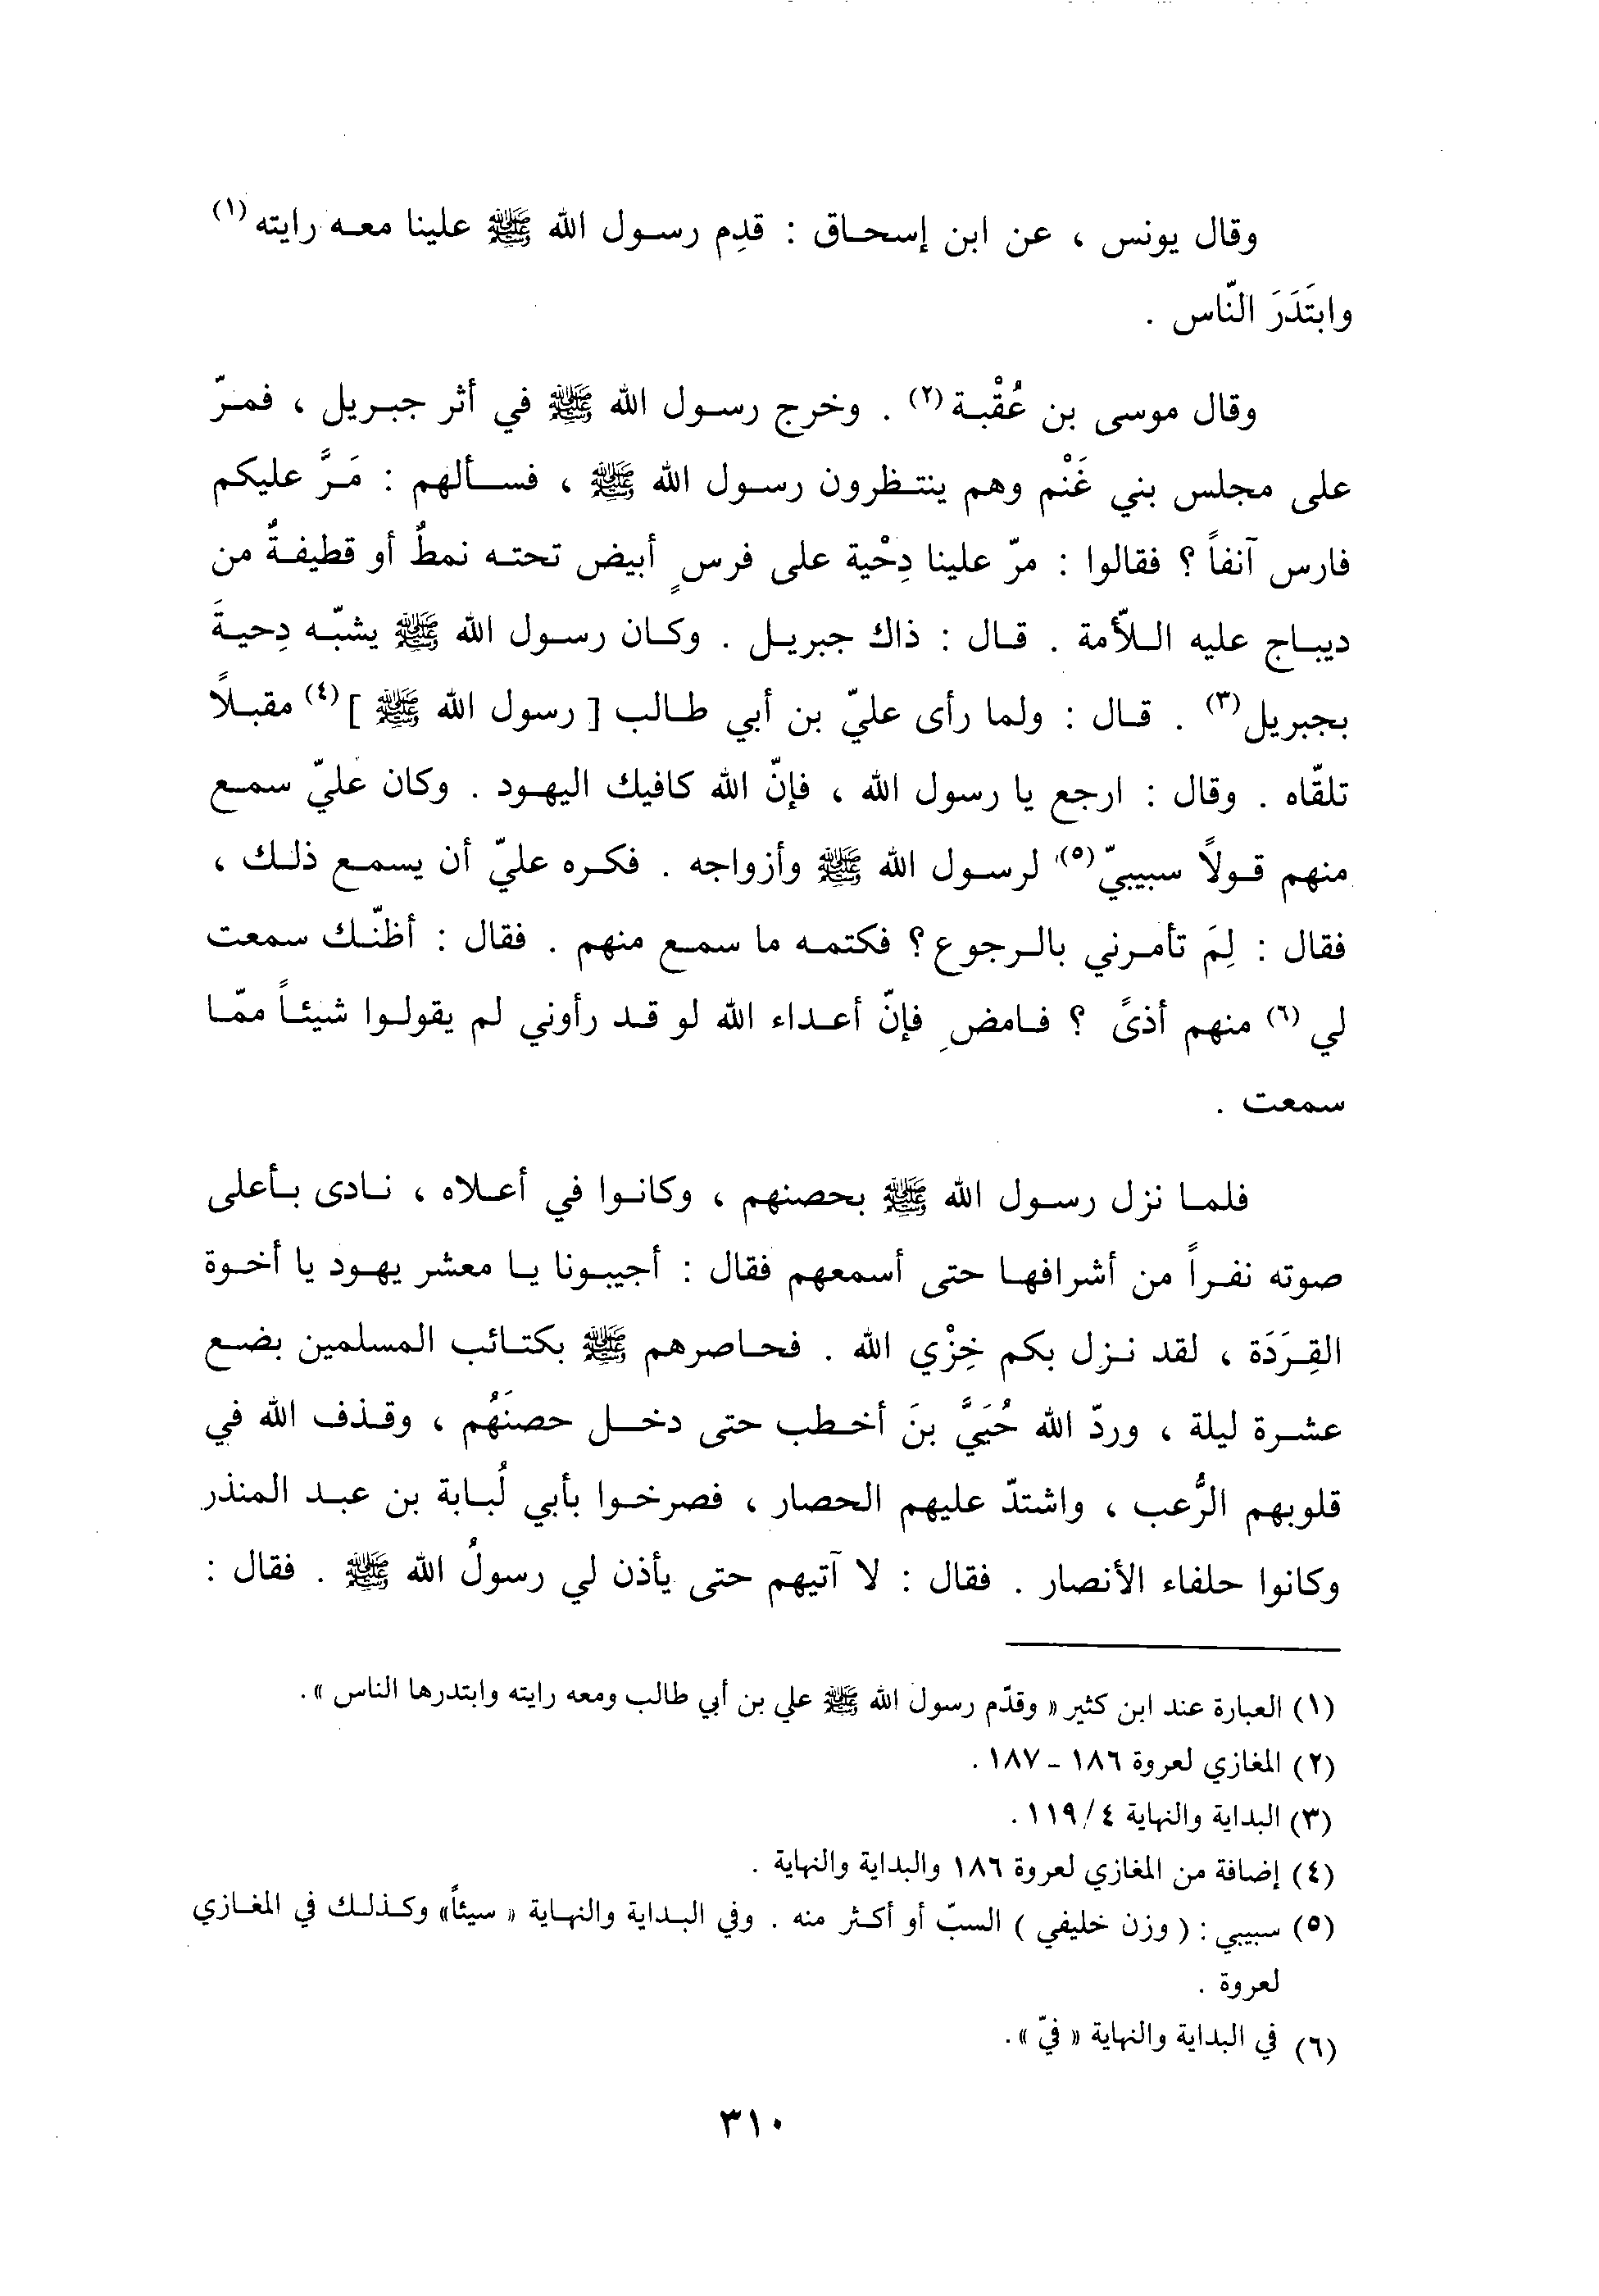 وقال يونس ، عن ابن إسحاق : قدِم رسول الله ﷺ علينا معه رايته (١)
وابتَدَرَ النّاس .
وقال موسى بن عُقْبة (٢) . وخرج رسول الله ﷺ في أثر جبريل ، فمرّ
على مجلس بني غَنْم وهم ينتظرون رسول الله ﷺ ، فسألهم : مَرَّ عليكم
فارس آنفاً ؟ فقالوا : مرّ علينا دِحْية على فرسٍ أبيض تحته نمطٌ أو قطيفةٌ من
ديباج عليه اللأّمة . قال : ذاك جبريل . وكان رسول الله ﷺ يشبّه دِحيةَ
بجبريل (٣) . قال : ولما رأى عليّ بن أبي طالب [ رسول الله ﷺ ] (٤) مقبلاً
تلقّاه . وقال : ارجع يا رسول الله ، فإنّ الله كافيك اليهود . وكان عليّ سمع
منهم قولاً سبيبيّ (٥) لرسول الله ﷺ وأزواجه . فكره عليّ أن يسمع ذلك ،
فقال : لِمَ تأمرني بالرجوع ؟ فكتمه ما سمع منهم . فقال : أظنّك سمعت
لي (٦) منهم أذىً ؟ فامضِ فإنّ أعداء الله لو قد رأوني لم يقولوا شيئاً ممّا
سمعت .
فلما نزل رسول الله ﷺ بحصنهم ، وكانوا في أعلاه ، نادى بأعلى
صوته نفراً من أشرافها حتى أسمعهم فقال : أجيبونا يا معشر يهود يا أخوة
القِرَدَة ، لقد نزل بكم خِزْي الله . فحاصرهم ﷺ بكتائب المسلمين بضع
عشرة ليلة ، وردّ الله حُيَيَّ بنَ أخطب حتى دخل حصنَهُم ، وقذف الله في
قلوبهم الرُّعب ، واشتدّ عليهم الحصار ، فصرخوا بأبي لُبابة بن عبد المنذر
وكانوا حلفاء الأنصار . فقال : لا آتيهم حتى يأذن لي رسولُ الله ﷺ . فقال :
(١) العبارة عند ابن كثير « وقدّم رسول الله ﷺ علي بن أبي طالب ومعه رايته وابتدرها الناس » .
(٢) المغازي لعروة ١٨٦ - ١٨٧ .
(٣) البداية والنهاية ٤/ ١١٩ .
(٤) إضافة من المغازي لعروة ١٨٦ والبداية والنهاية .
(٥) سبيبي : ( وزن خليفي ) السبّ أو أكثر منه . وفي البداية والنهاية « سيئاً» وكذلك في المغازي
لعروة .
(٦) في البداية والنهاية « فيّ » .
٣١٠